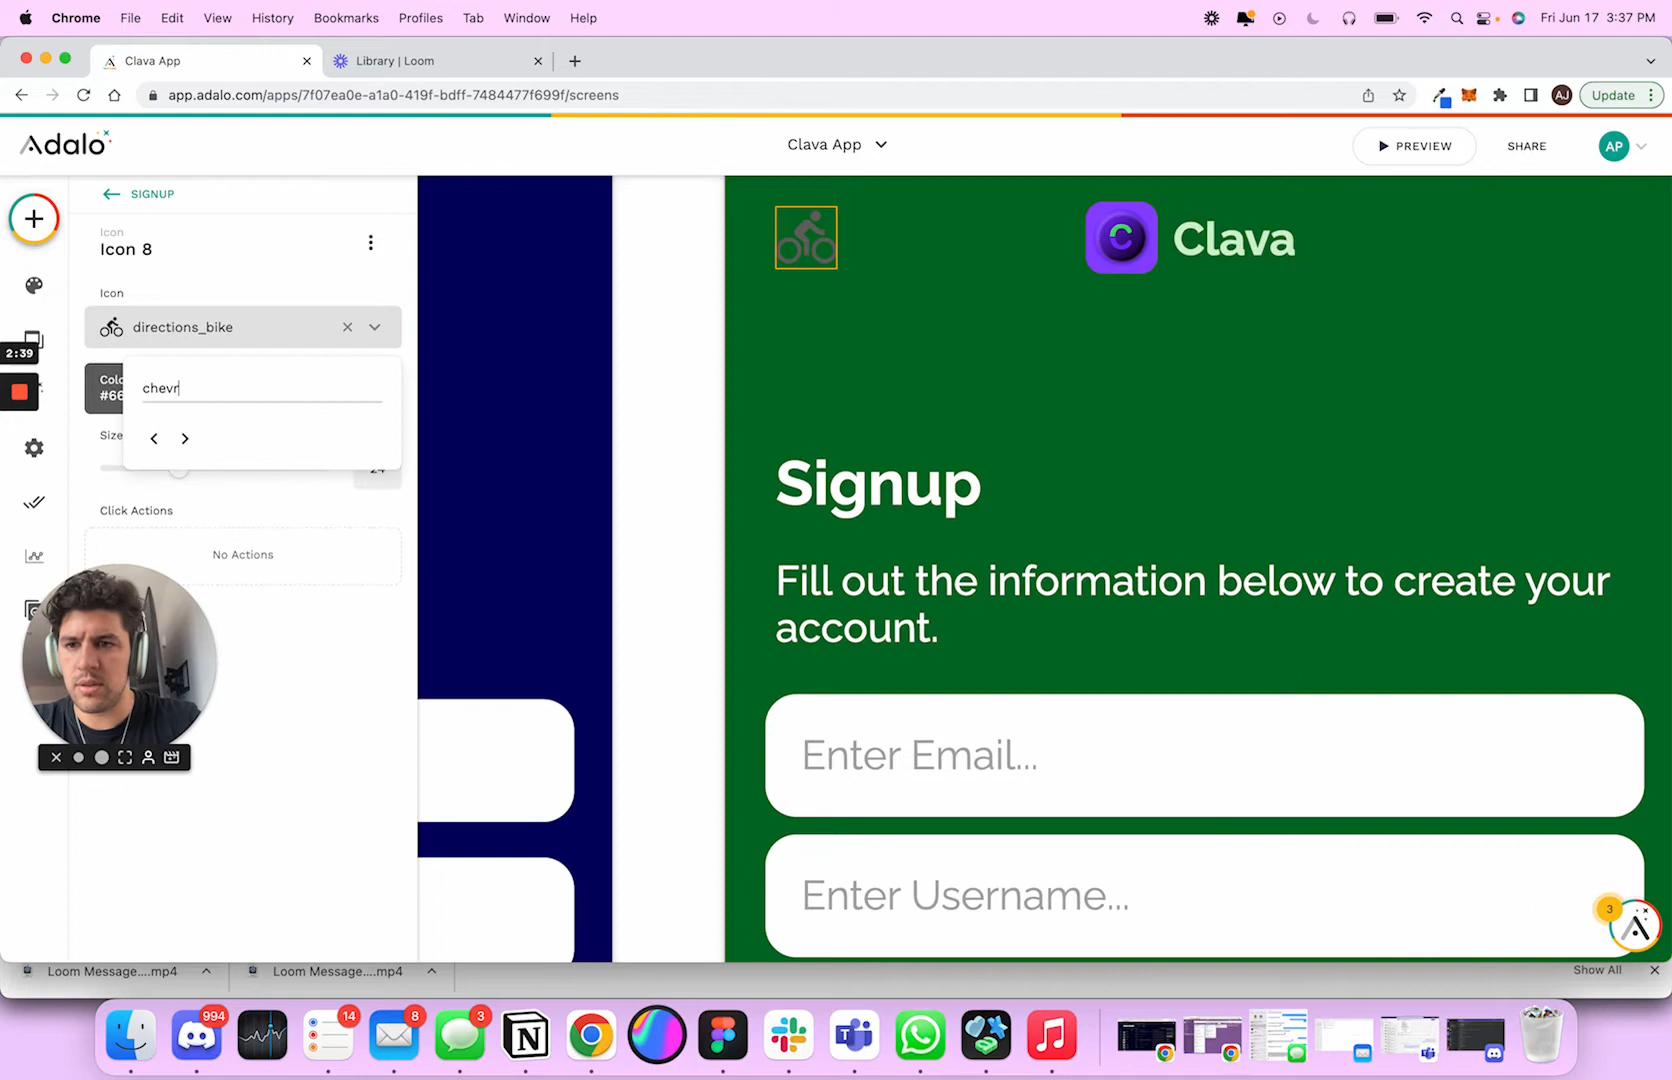 Chrome File Edit View History Bookmarks Profiles Tab Window Help
Fri Jun 17 3:37 PM
Clava App
Library | Loom
app.adalo.com/apps/7f07ea0e-a1a0-419f-bdff-7484477f699f/screens
AJ
Update
Adalo
Clava App
PREVIEW
SHARE
AP
SIGNUP
Icon
Icon 8
Icon
directions_bike
2:39
Colo
#66
chevr
Size
24
Click Actions
No Actions
C
Clava
Signup
Fill out the information below to create your
account.
Enter Email...
Enter Username...
3
Loom Message....mp4
Loom Message....mp4
Show All
994
14
8
3